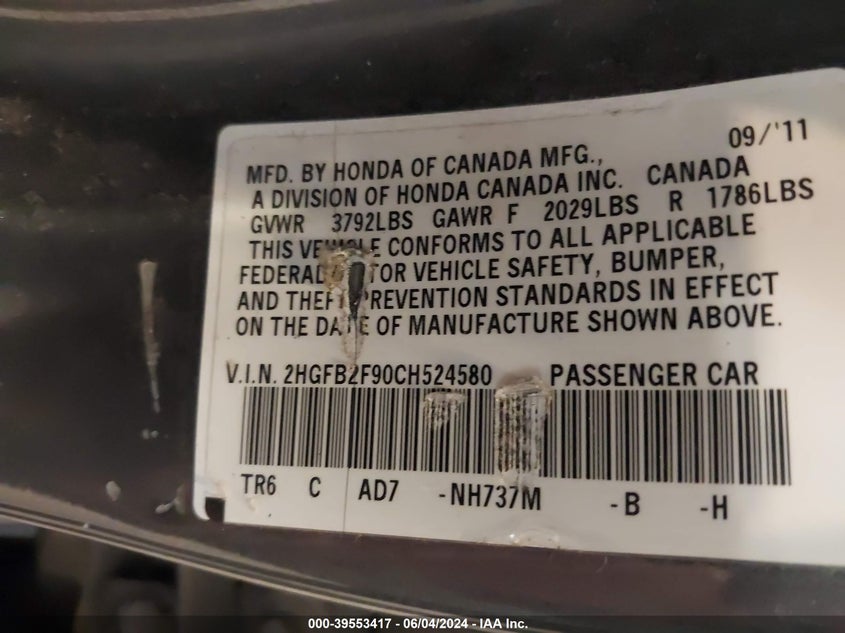 09/'11
MFD. BY HONDA OF CANADA MFG.,
A DIVISION OF HONDA CANADA INC. CANADA
GVWR 3792LBS GAWR F 2029LBS R 1786LBS
THIS VEHICLE CONFORMS TO ALL APPLICABLE
FEDERAL MOTOR VEHICLE SAFETY, BUMPER,
AND THEFT PREVENTION STANDARDS IN EFFECT
ON THE DATE OF MANUFACTURE SHOWN ABOVE.
V.I.N. 2HGFB2F90CH524580 PASSENGER CAR
TR6 C AD7 -NH737M -B -H
000-39553417 - 06/04/2024 - IAA Inc.